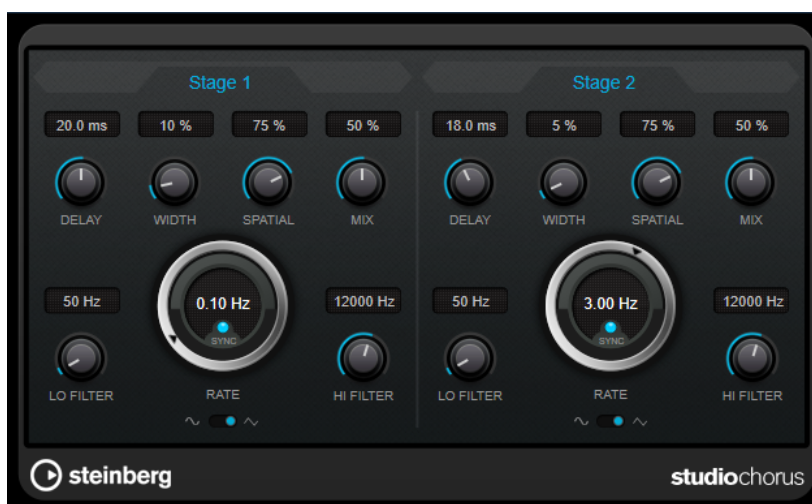 Stage 1
Stage 2
20.0 ms 10 % 75 % 50 %
18.0 ms 5 % 75 % 50 %
DELAY WIDTH SPATIAL MIX
DELAY WIDTH SPATIAL MIX
50 Hz 0.10 Hz 12000 Hz
50 Hz 3.00 Hz 12000 Hz
SYNC
SYNC
LO FILTER RATE HI FILTER
LO FILTER RATE HI FILTER
steinberg
studiochorus